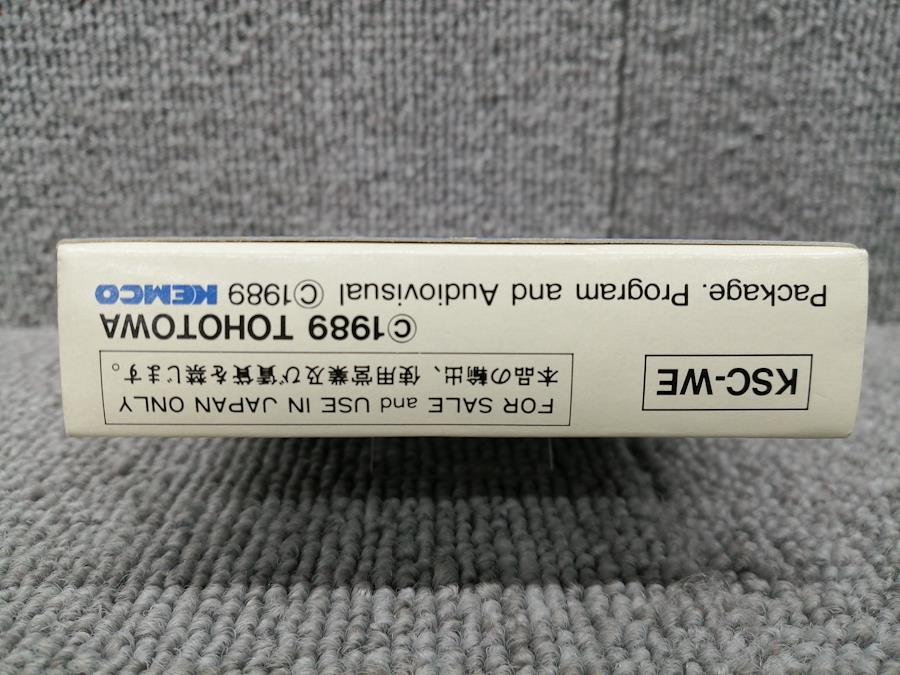 KSC-WE
FOR SALE and USE IN JAPAN ONLY
本品の輸出、使用営業及び賃貸を禁じます。
©1989 TOHOTOWA
Package. Program and Audiovisual ©1989 KEMCO